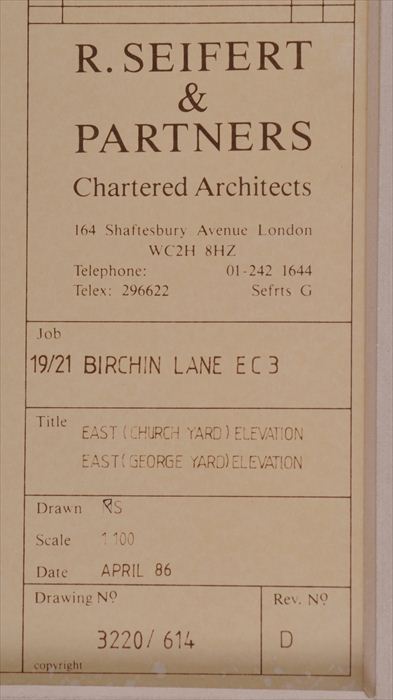 R. SEIFERT
&
PARTNERS
Chartered Architects
164 Shaftesbury Avenue London
WC2H 8HZ
Telephone: 01-242 1644
Telex: 296622 Sefrts G
Job
19/21 BIRCHIN LANE EC3
Title
EAST (CHURCH YARD) ELEVATION
EAST (GEORGE YARD) ELEVATION
Drawn RS
Scale 1 100
Date APRIL 86
Drawing Nº Rev. Nº
3220/614 D
copyright